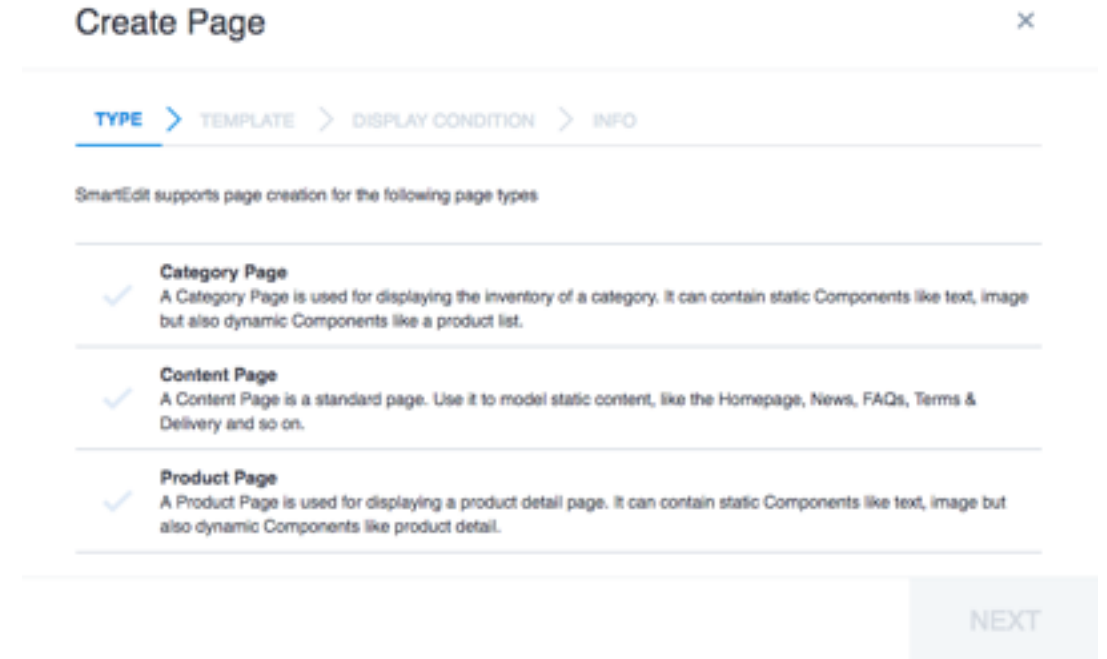 Create Page
TYPE TEMPLATE DISPLAY CONDITION INFO
SmartEdit supports page creation for the following page types
Category Page
A Category Page is used for displaying the inventory of a category. It can contain static Components like text, image
but also dynamic Components like a product list.
Content Page
A Content Page is a standard page. Use it to model static content, like the Homepage, News, FAQs, Terms &
Delivery and so on.
Product Page
A Product Page is used for displaying a product detail page. It can contain static Components like text, image but
also dynamic Components like product detail.
NEXT